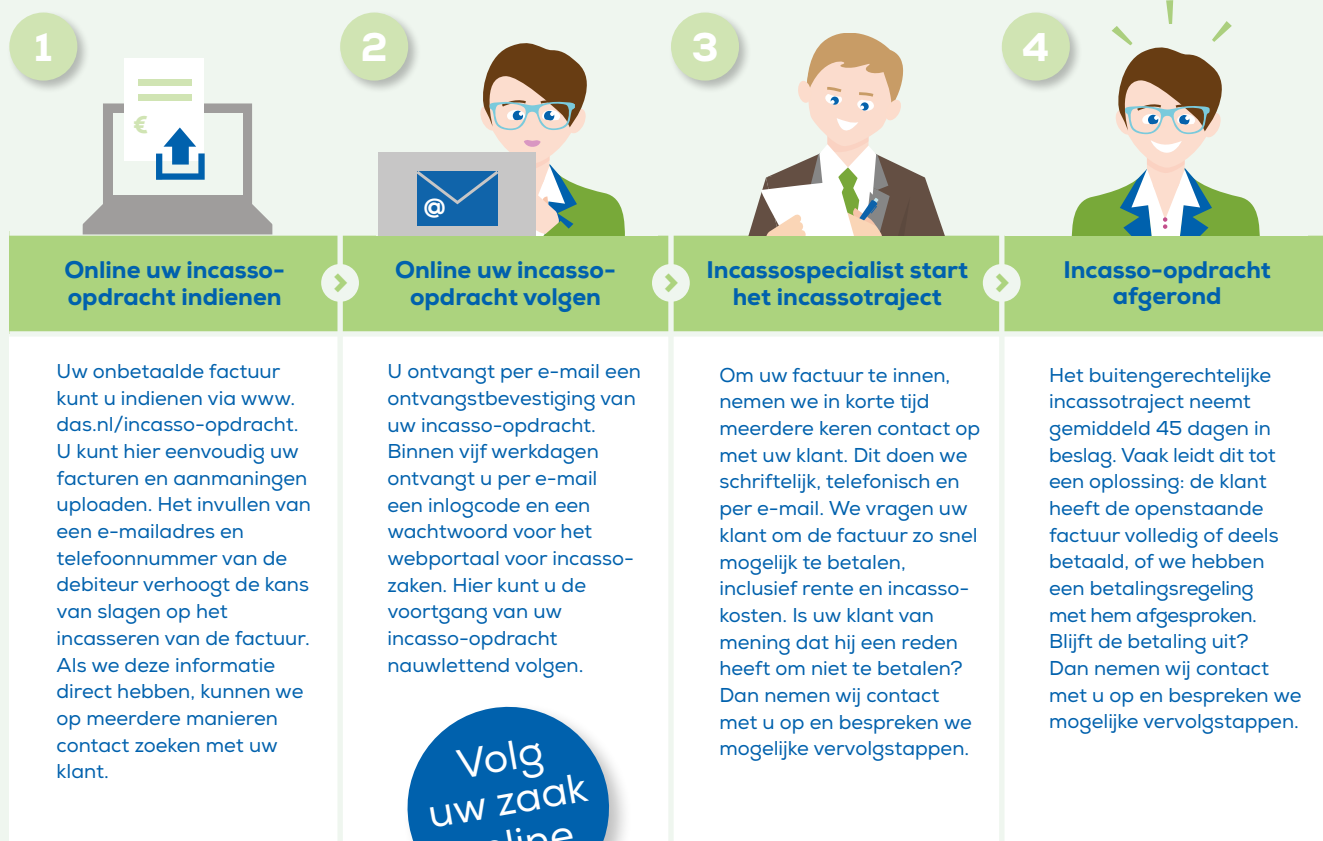 1
Online uw incasso-
opdracht indienen
Uw onbetaalde factuur
kunt u indienen via www.
das.nl/incasso-opdracht.
U kunt hier eenvoudig uw
facturen en aanmaningen
uploaden. Het invullen van
een e-mailadres en
telefoonnummer van de
debiteur verhoogt de kans
van slagen op het
incasseren van de factuur.
Als we deze informatie
direct hebben, kunnen we
op meerdere manieren
contact zoeken met uw
klant.
2
@
Online uw incasso-
opdracht volgen
U ontvangt per e-mail een
ontvangstbevestiging van
uw incasso-opdracht.
Binnen vijf werkdagen
ontvangt u per e-mail
een inlogcode en een
wachtwoord voor het
webportaal voor incasso-
zaken. Hier kunt u de
voortgang van uw
incasso-opdracht
nauwlettend volgen.
Volg
uw zaak
3
Incassospecialist start
het incassotraject
Om uw factuur te innen,
nemen we in korte tijd
meerdere keren contact op
met uw klant. Dit doen we
schriftelijk, telefonisch en
per e-mail. We vragen uw
klant om de factuur zo snel
mogelijk te betalen,
inclusief rente en incasso-
kosten. Is uw klant van
mening dat hij een reden
heeft om niet te betalen?
Dan nemen wij contact
met u op en bespreken we
mogelijke vervolgstappen.
4
Incasso-opdracht
afgerond
Het buitengerechtelijke
incassotraject neemt
gemiddeld 45 dagen in
beslag. Vaak leidt dit tot
een oplossing: de klant
heeft de openstaande
factuur volledig of deels
betaald, of we hebben
een betalingsregeling
met hem afgesproken.
Blijft de betaling uit?
Dan nemen wij contact
met u op en bespreken we
mogelijke vervolgstappen.